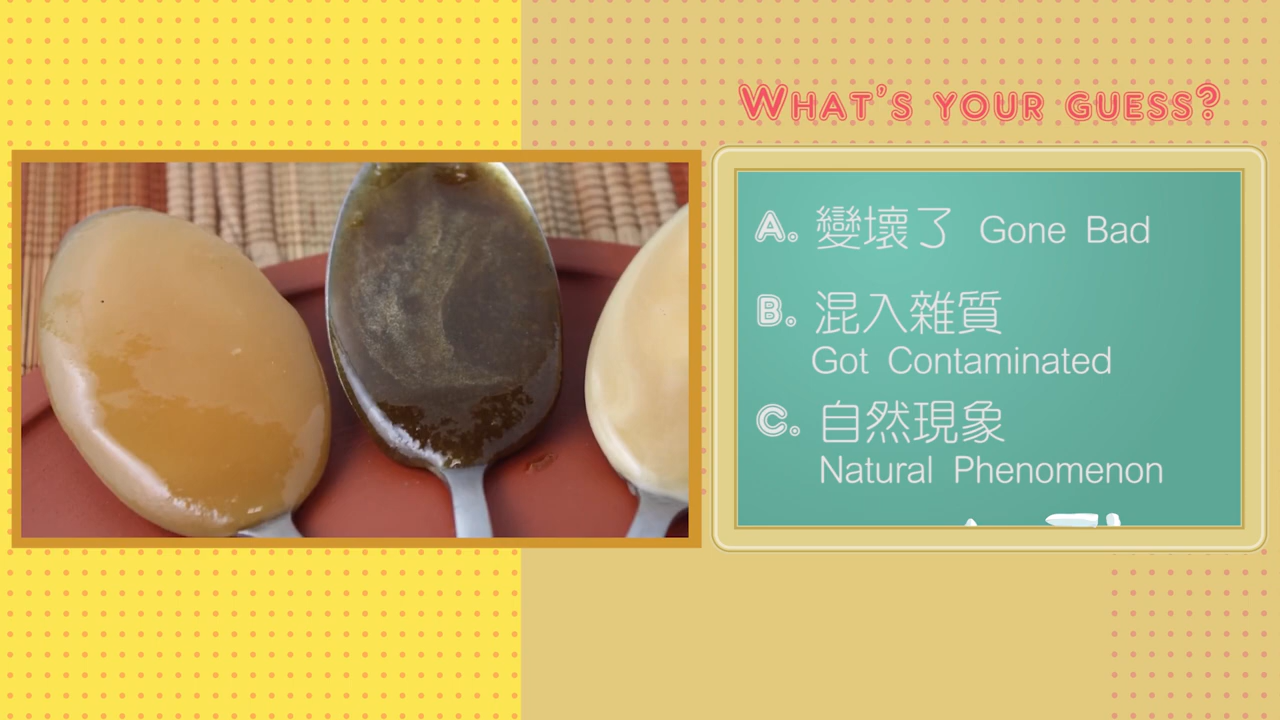 WHAT'S YOUR GUESS?
A. 變壞了 Gone Bad
B. 混入雜質
Got Contaminated
C. 自然現象
Natural Phenomenon